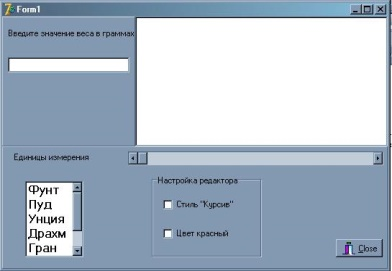 Form1
Введите значение веса в граммах
Единицы измерения
Фунт
Пуд
Унция
Драхм
Гран
Настройка редактора
Стиль "Курсив"
Цвет красный
Close